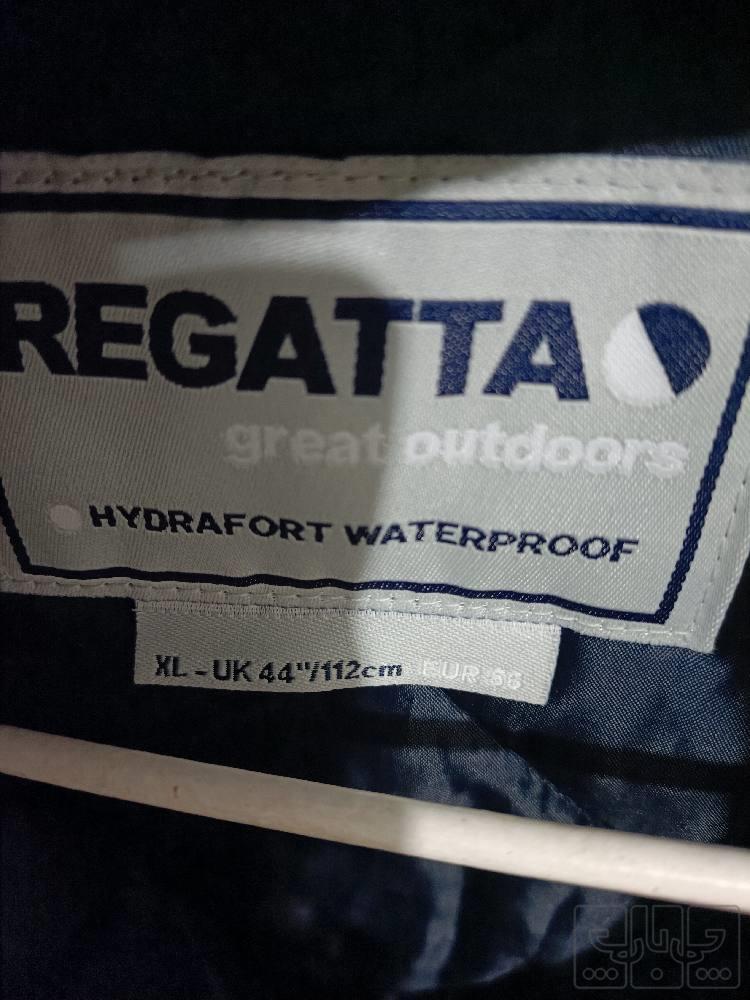 REGATTA
great outdoors
HYDRAFORT WATERPROOF
XL - UK 44"/112cm EUR:56